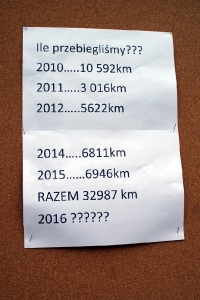 Ile przebiegliśmy???
2010.....10 592km
2011.....3 016km
2012.....5622km
2014.....6811km
2015......6946km
RAZEM 32987 km
2016 ??????